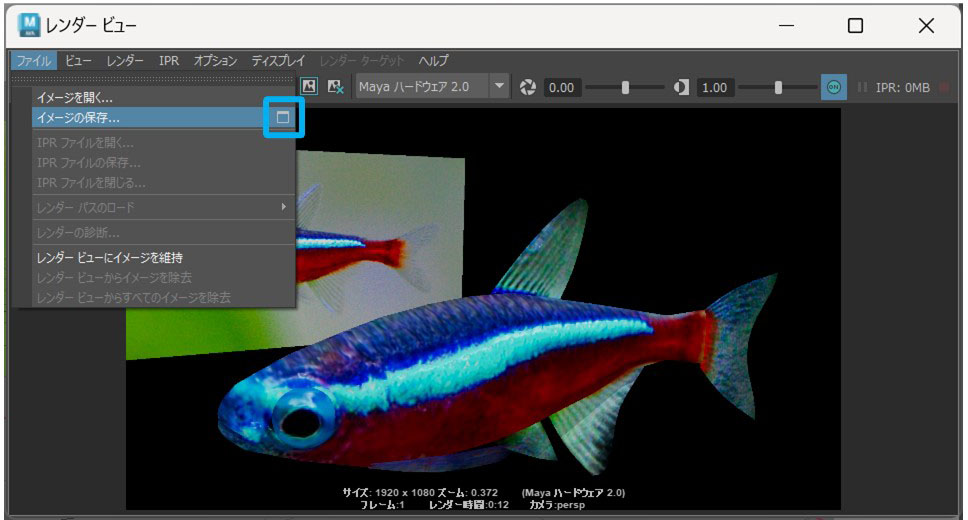 レンダー ビュー
ファイル ビュー レンダー IPR オプション ディスプレイ レンダー ターゲット ヘルプ
Maya ハードウェア 2.0 0.00 1.00 ON IPR: 0MB
イメージを開く...
イメージの保存...
IPR ファイルを開く...
IPR ファイルの保存...
IPR ファイルを閉じる...
レンダー パスのロード
レンダーの診断...
レンダー ビューにイメージを維持
レンダー ビューからイメージを除去
レンダー ビューからすべてのイメージを除去
サイズ: 1920 x 1080 ズーム: 0.372 (Maya ハードウェア 2.0)
フレーム:1 レンダー時間:0:12 カメラ:persp